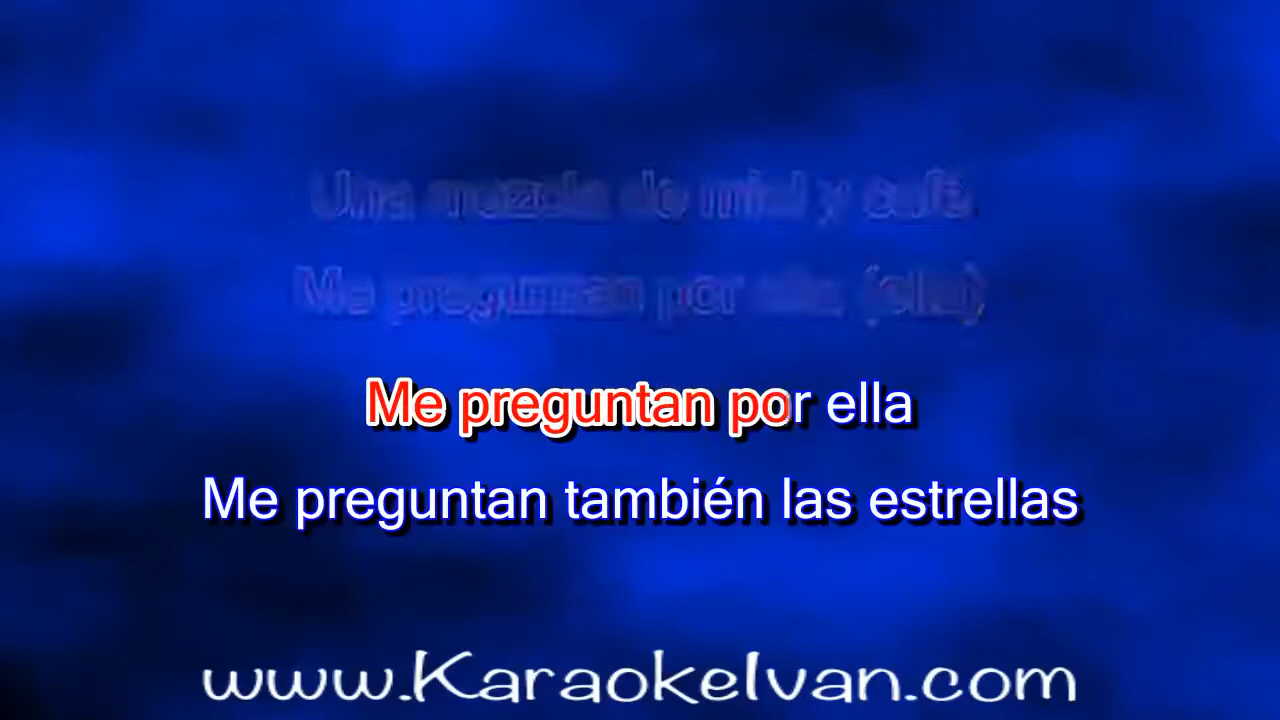 Una mezcla de miel y café
Me preguntan por ella (ella)
Me preguntan por ella
Me preguntan también las estrellas
www.KaraokeIvan.com